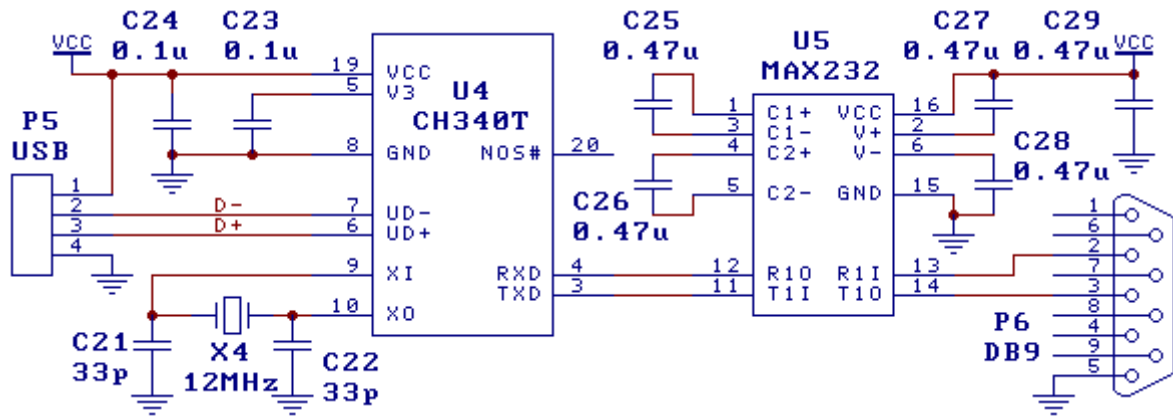 C24
0.1u
C23
0.1u
VCC
P5
USB
1
2
3
4
D-
D+
19
5
8
7
6
9
10
VCC
V3
GND
UD-
UD+
XI
XO
U4
CH340T
NOS#
RXD
TXD
20
4
3
C21
33p
X4
12MHz
C22
33p
C25
0.47u
C26
0.47u
U5
MAX232
1
3
4
5
12
11
C1+
C1-
C2+
C2-
R1O
T1I
VCC
V+
V-
GND
R1I
T1O
16
2
6
15
13
14
C27
0.47u
C29
0.47u
VCC
C28
0.47u
P6
DB9
1
6
2
7
3
8
4
9
5